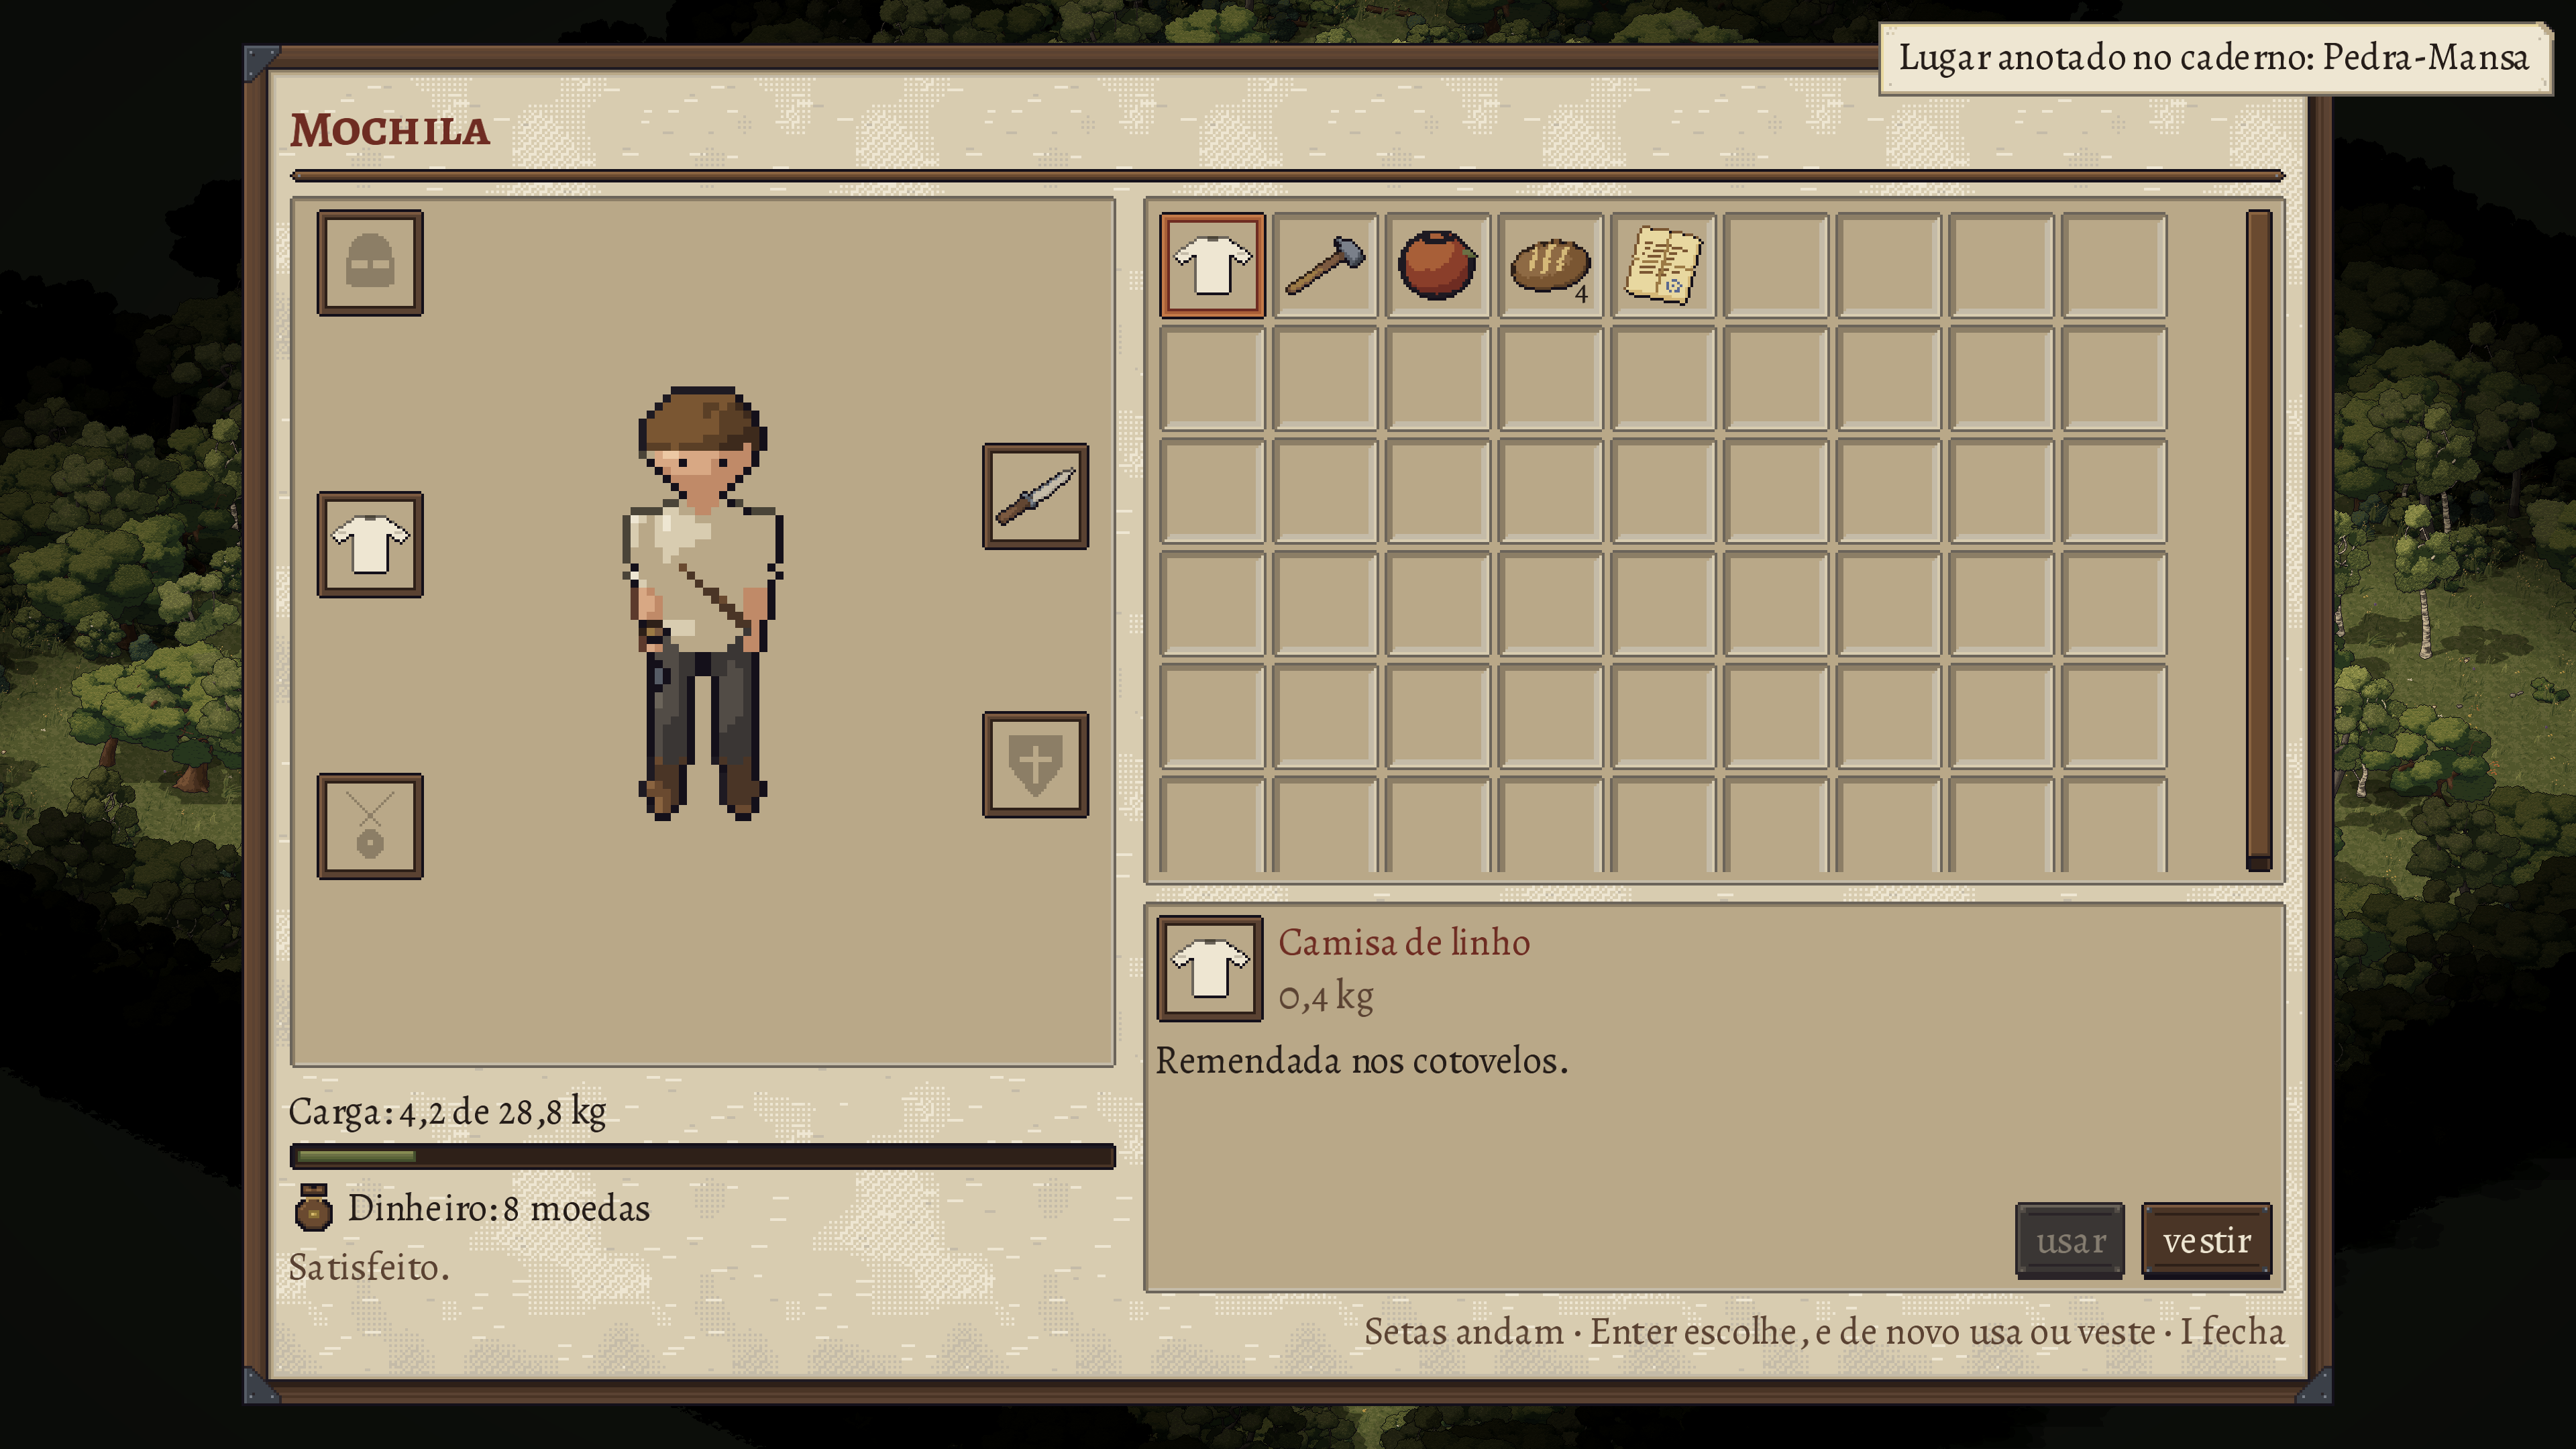 Lugar anotado no caderno: Pedra-Mansa
Mochila
4
Camisa de linho
0,4 kg
Remendada nos cotovelos.
Carga: 4,2 de 28,8 kg
Dinheiro: 8 moedas
Satisfeito.
usar
vestir
Setas andam · Enter escolhe, e de novo usa ou veste · I fecha